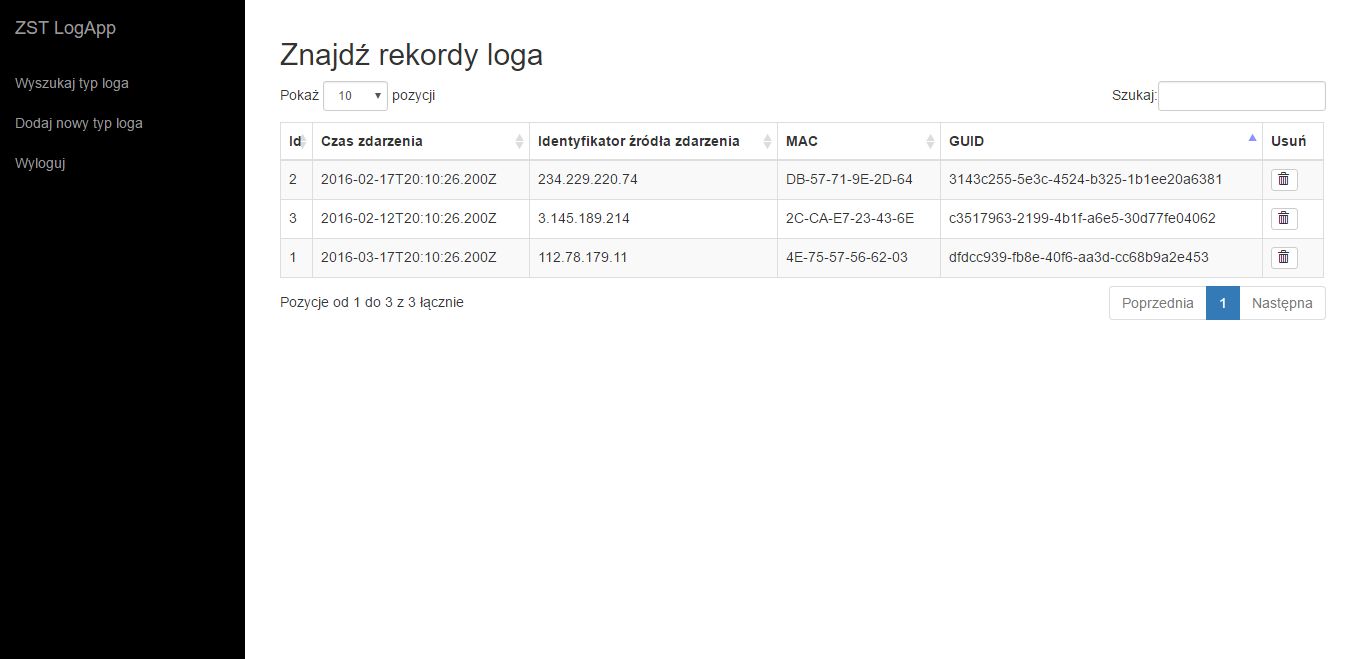 ZST LogApp
Wyszukaj typ loga
Dodaj nowy typ loga
Wyloguj
Znajdź rekordy loga
Pokaż 10 pozycji Szukaj:
Id Czas zdarzenia Identyfikator źródła zdarzenia MAC GUID Usuń
2 2016-02-17T20:10:26.200Z 234.229.220.74 DB-57-71-9E-2D-64 3143c255-5e3c-4524-b325-1b1ee20a6381
3 2016-02-12T20:10:26.200Z 3.145.189.214 2C-CA-E7-23-43-6E c3517963-2199-4b1f-a6e5-30d77fe04062
1 2016-03-17T20:10:26.200Z 112.78.179.11 4E-75-57-56-62-03 dfdcc939-fb8e-40f6-aa3d-cc68b9a2e453
Pozycje od 1 do 3 z 3 łącznie Poprzednia 1 Następna